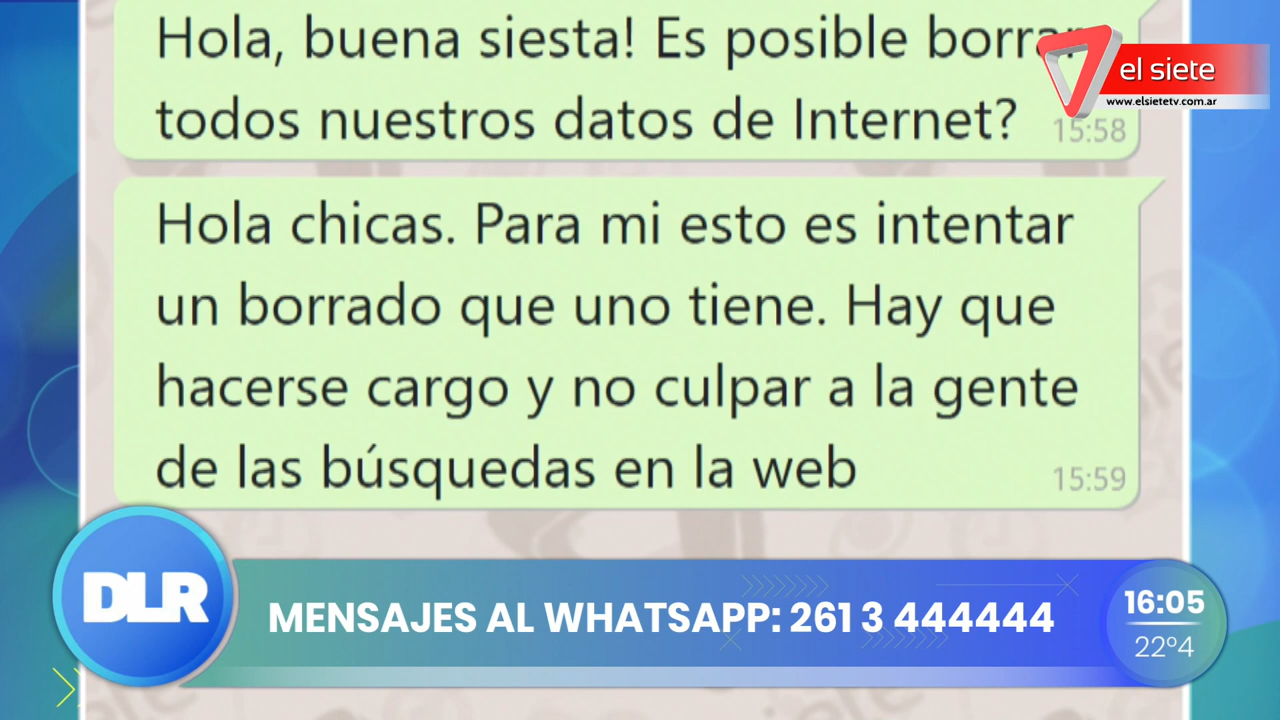 Hola, buena siesta! Es posible borrar
todos nuestros datos de Internet?
15:58
el siete
www.elsietetv.com.ar
Hola chicas. Para mi esto es intentar
un borrado que uno tiene. Hay que
hacerse cargo y no culpar a la gente
de las búsquedas en la web
15:59
DLR
MENSAJES AL WHATSAPP: 261 3 444444
16:05
22º4